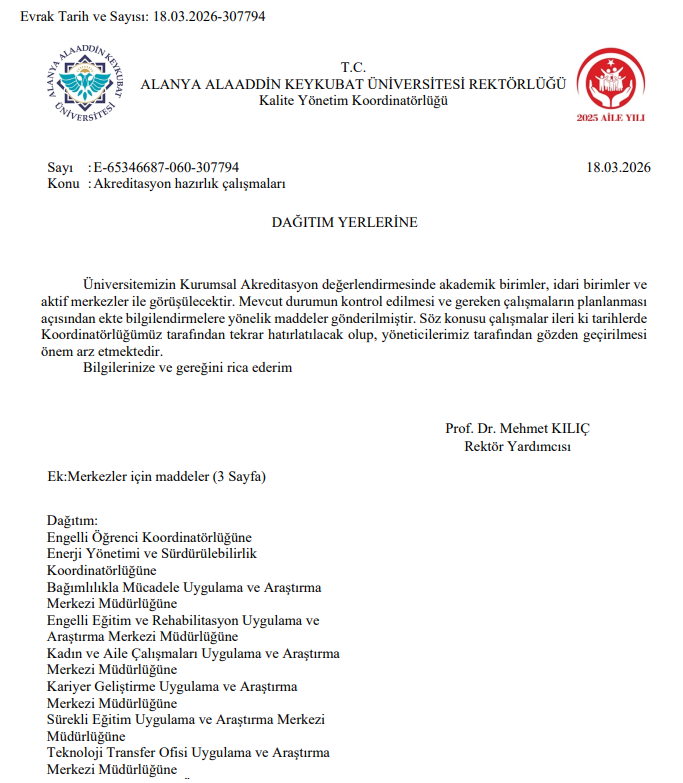 Evrak Tarih ve Sayısı: 18.03.2026-307794
ALANYA ALAADDİN KEYKUBAT
ÜNİVERSİTESİ
T.C.
ALANYA ALAADDİN KEYKUBAT ÜNİVERSİTESİ REKTÖRLÜĞÜ
Kalite Yönetim Koordinatörlüğü
2025 AİLE YILI
Sayı : E-65346687-060-307794 18.03.2026
Konu : Akreditasyon hazırlık çalışmaları
DAĞITIM YERLERİNE
Üniversitemizin Kurumsal Akreditasyon değerlendirmesinde akademik birimler, idari birimler ve
aktif merkezler ile görüşülecektir. Mevcut durumun kontrol edilmesi ve gereken çalışmaların planlanması
açısından ekte bilgilendirmelere yönelik maddeler gönderilmiştir. Söz konusu çalışmalar ileri ki tarihlerde
Koordinatörlüğümüz tarafından tekrar hatırlatılacak olup, yöneticilerimiz tarafından gözden geçirilmesi
önem arz etmektedir.
Bilgilerinize ve gereğini rica ederim
Prof. Dr. Mehmet KILIÇ
Rektör Yardımcısı
Ek:Merkezler için maddeler (3 Sayfa)
Dağıtım:
Engelli Öğrenci Koordinatörlüğüne
Enerji Yönetimi ve Sürdürülebilirlik
Koordinatörlüğüne
Bağımlılıkla Mücadele Uygulama ve Araştırma
Merkezi Müdürlüğüne
Engelli Eğitim ve Rehabilitasyon Uygulama ve
Araştırma Merkezi Müdürlüğüne
Kadın ve Aile Çalışmaları Uygulama ve Araştırma
Merkezi Müdürlüğüne
Kariyer Geliştirme Uygulama ve Araştırma
Merkezi Müdürlüğüne
Sürekli Eğitim Uygulama ve Araştırma Merkezi
Müdürlüğüne
Teknoloji Transfer Ofisi Uygulama ve Araştırma
Merkezi Müdürlüğüne